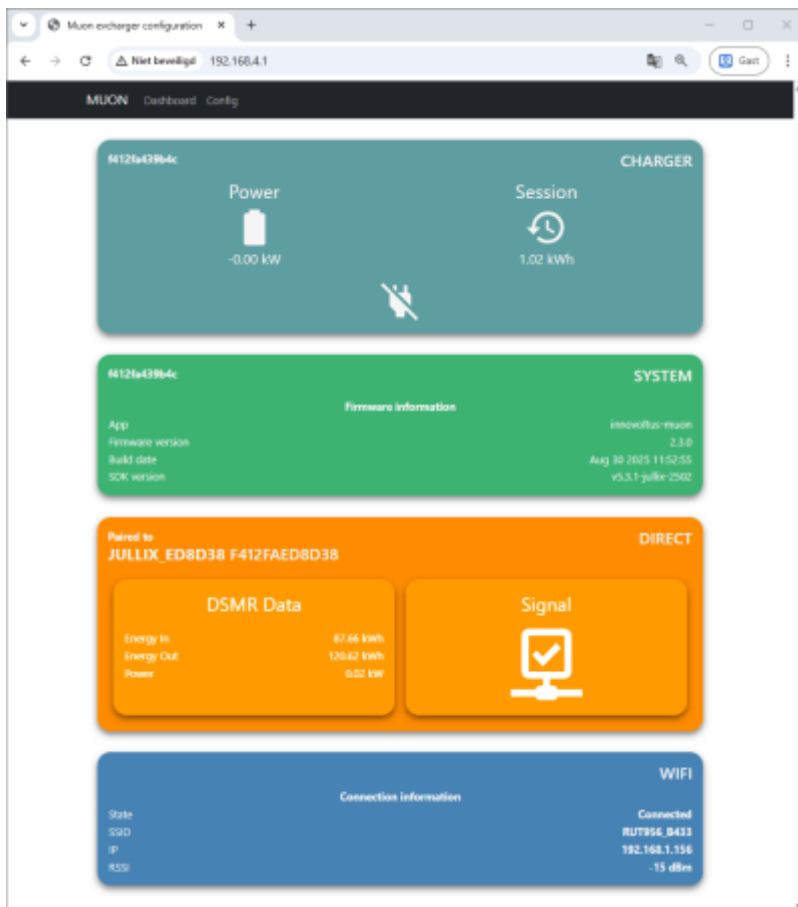 Muon evcharger configuration
Niet beveiligd 192.168.4.1
Gast
MUON Dashboard Config
f412fa439b4c
CHARGER
Power
-0.00 kW
Session
1.02 kWh
f412fa439b4c
SYSTEM
Firmware information
App innovoltus-muon
Firmware version 2.3.0
Build date Aug 30 2025 11:52:55
SDK version v5.3.1-jullix-2502
Paired to
DIRECT
JULLIX_ED8D38 F412FAED8D38
DSMR Data
Energy In 87.66 kWh
Energy Out 120.62 kWh
Power 0.02 kW
Signal
WIFI
Connection information
State Connected
SSID RUT956_B433
IP 192.168.1.156
RSSI -15 dBm